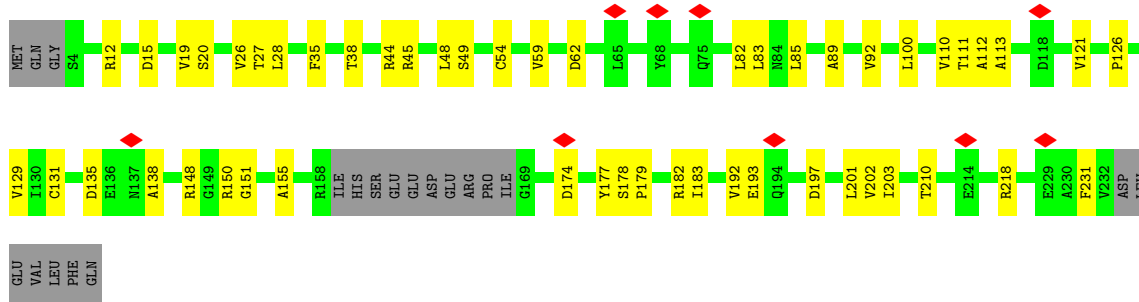 MET GLN GLY S4 R12 D15 V19 S20 V26 T27 L28 F35 T38 R44 R45 L48 S49 C54 V59 D62 L65 Y68 Q75 L82 L83 N84 L85 A89 V92 L100 V110 T111 A112 A113 D118 V121 P126
V129 I130 C131 D135 E136 N137 A138 R148 G149 R150 G151 A155 R158 ILE HIS SER GLU GLU ASP GLU ARG PRO ILE G169 D174 Y177 S178 P179 R182 I183 V192 E193 Q194 D197 L201 V202 I203 T210 E214 R218 E229 A230 F231 V232 ASP
GLU VAL LEU PHE GLN